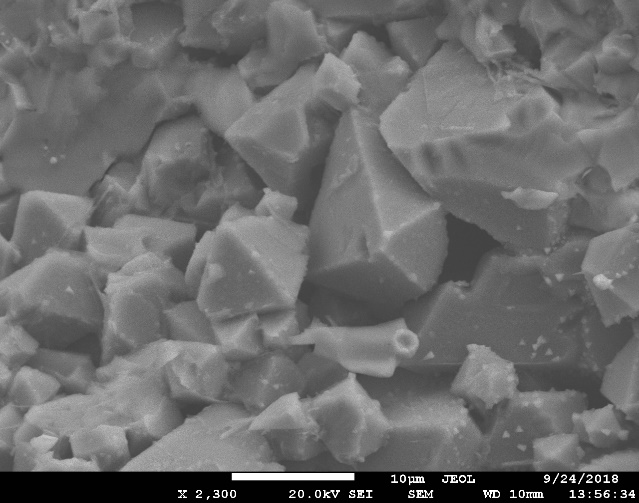 10µm JEOL 9/24/2018
X 2,300 20.0kV SEI SEM WD 10mm 13:56:34